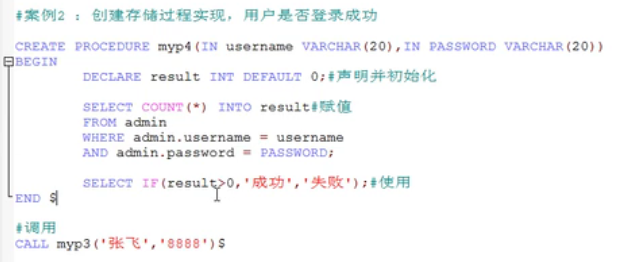 #案例2 ：创建存储过程实现，用户是否登录成功
CREATE PROCEDURE myp4(IN username VARCHAR(20),IN PASSWORD VARCHAR(20))
BEGIN
DECLARE result INT DEFAULT 0;#声明并初始化
SELECT COUNT(*) INTO result#赋值
FROM admin
WHERE admin.username = username
AND admin.password = PASSWORD;
SELECT IF(result>0,'成功','失败');#使用
END $
#调用
CALL myp3('张飞','8888')$